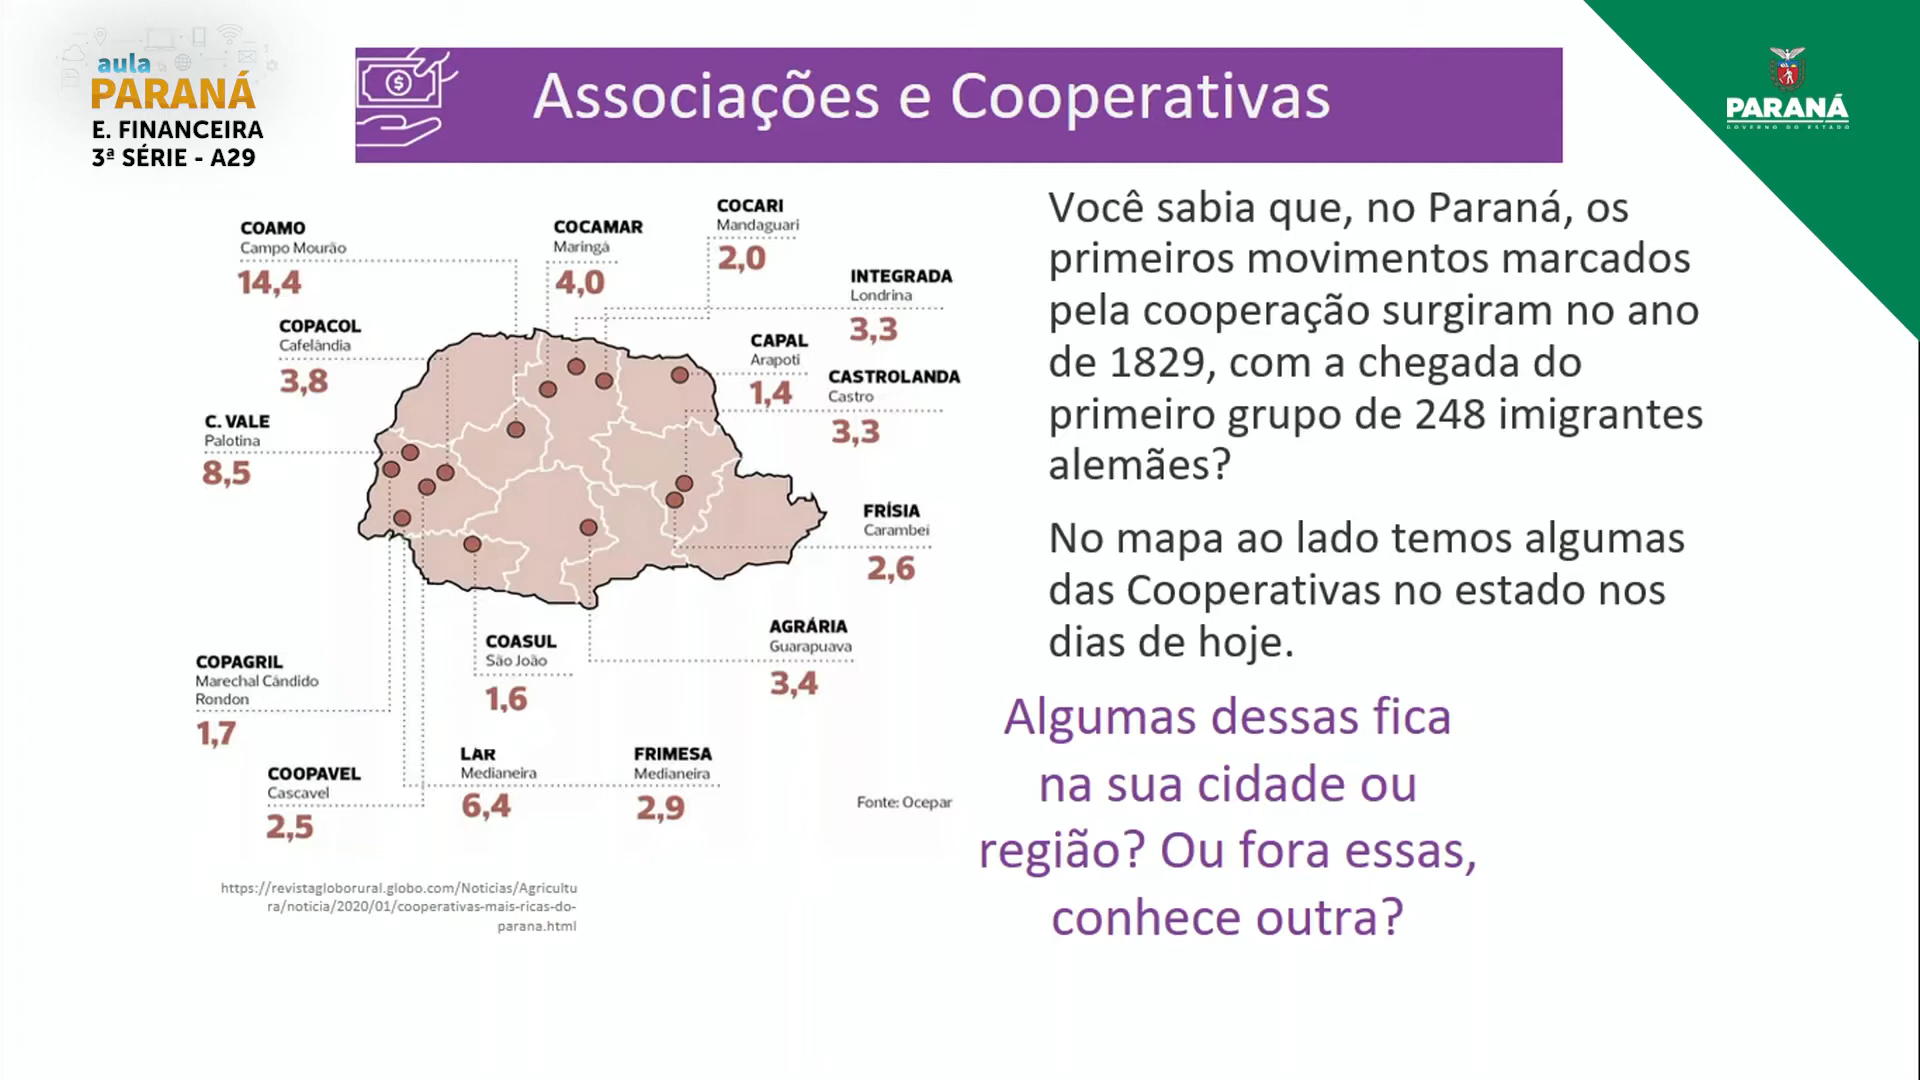 aula
PARANÁ
E. FINANCEIRA
3ª SÉRIE - A29
Associações e Cooperativas
PARANÁ
GOVERNO DO ESTADO
COAMO
Campo Mourão
14,4
COCAMAR
Maringá
4,0
COCARI
Mandaguari
2,0
INTEGRADA
Londrina
3,3
COPACOL
Cafelândia
3,8
CAPAL
Arapoti
1,4
CASTROLANDA
Castro
3,3
C. VALE
Palotina
8,5
FRÍSIA
Carambeí
2,6
COPAGRIL
Marechal Cândido
Rondon
1,7
COASUL
São João
1,6
AGRÁRIA
Guarapuava
3,4
COOPAVEL
Cascavel
2,5
LAR
Medianeira
6,4
FRIMESA
Medianeira
2,9
Fonte: Ocepar
https://revistagloborural.globo.com/Noticias/Agricultu
ra/noticia/2020/01/cooperativas-mais-ricas-do-
parana.html
Você sabia que, no Paraná, os
primeiros movimentos marcados
pela cooperação surgiram no ano
de 1829, com a chegada do
primeiro grupo de 248 imigrantes
alemães?
No mapa ao lado temos algumas
das Cooperativas no estado nos
dias de hoje.
Algumas dessas fica
na sua cidade ou
região? Ou fora essas,
conhece outra?